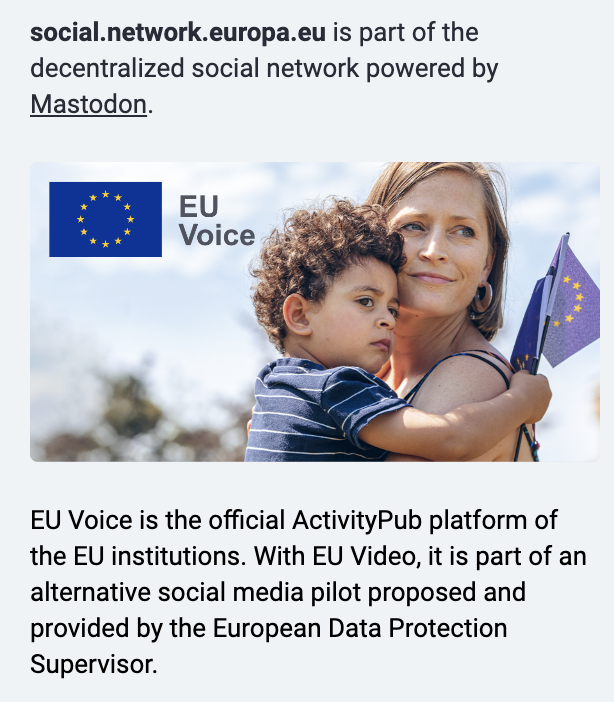 social.network.europa.eu is part of the
decentralized social network powered by
Mastodon.
EU
Voice
EU Voice is the official ActivityPub platform of
the EU institutions. With EU Video, it is part of an
alternative social media pilot proposed and
provided by the European Data Protection
Supervisor.